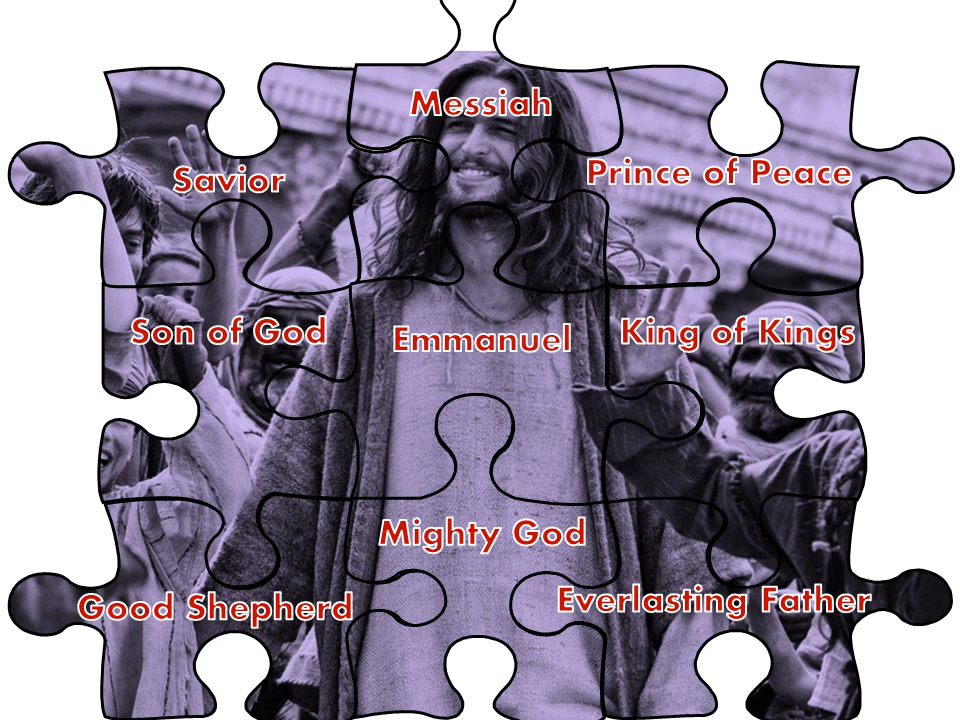 Messiah
Savior
Prince of Peace
Son of God
Emmanuel
King of Kings
Mighty God
Good Shepherd
Everlasting Father